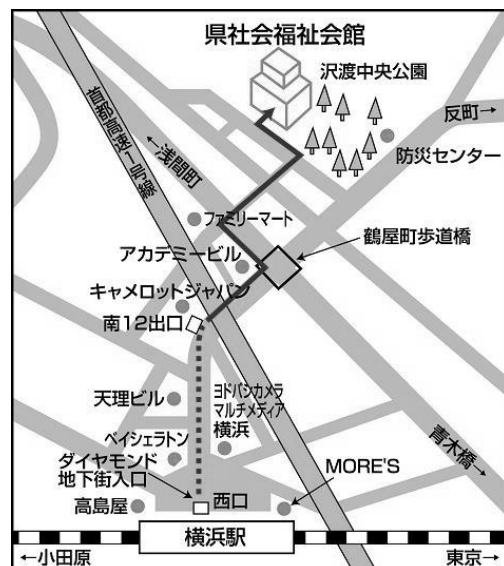 県社会福祉会館
沢渡中央公園
反町
首都高速1号線
浅間町
防災センター
ファミリーマート
鶴屋町歩道橋
アカデミービル
キャメロットジャパン
南12出口
天理ビル
ヨドバシカメラ
マルチメディア
横浜
ベイシェラトン
青木橋
ダイヤモンド
地下街入口
MORE'S
高島屋
西口
横浜駅
←小田原
東京→